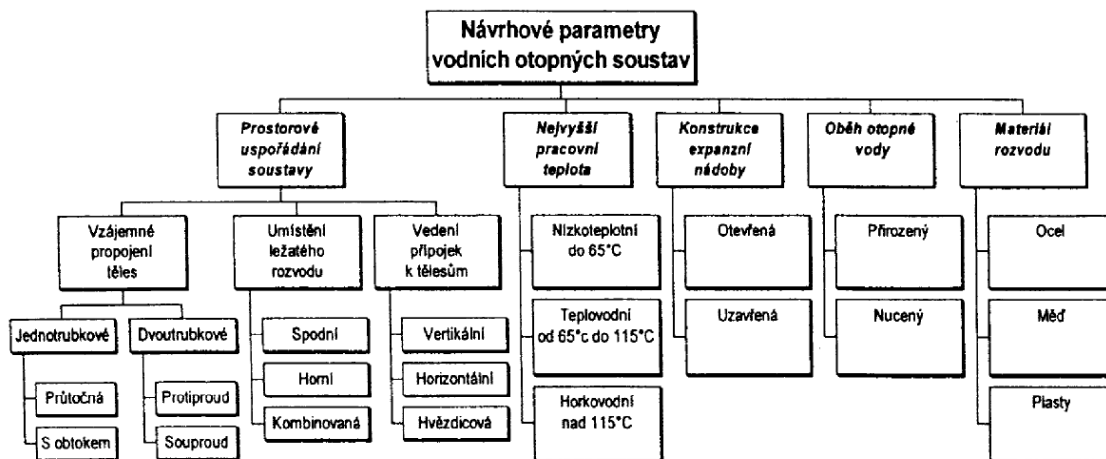 Návrhové parametry
vodních otopných soustav
Prostorové
uspořádání
soustavy
Nejvyšší
pracovní
teplota
Konstrukce
expanzní
nádoby
Oběh otopné
vody
Materiál
rozvodu
Vzájemné
propojení
těles
Umístění
ležatého
rozvodu
Vedení
přípojek
k tělesům
Nízkoteplotní
do 65°C
Otevřená
Přirozený
Ocel
Jednotrubkové
Dvoutrubkové
Spodní
Vertikální
Teplovodní
od 65°c do 115°C
Uzavřená
Nucený
Měď
Průtočná
Protiproud
Horní
Horizontální
S obtokem
Souproud
Kombinovaná
Hvězdicová
Horkovodní
nad 115°C
Plasty